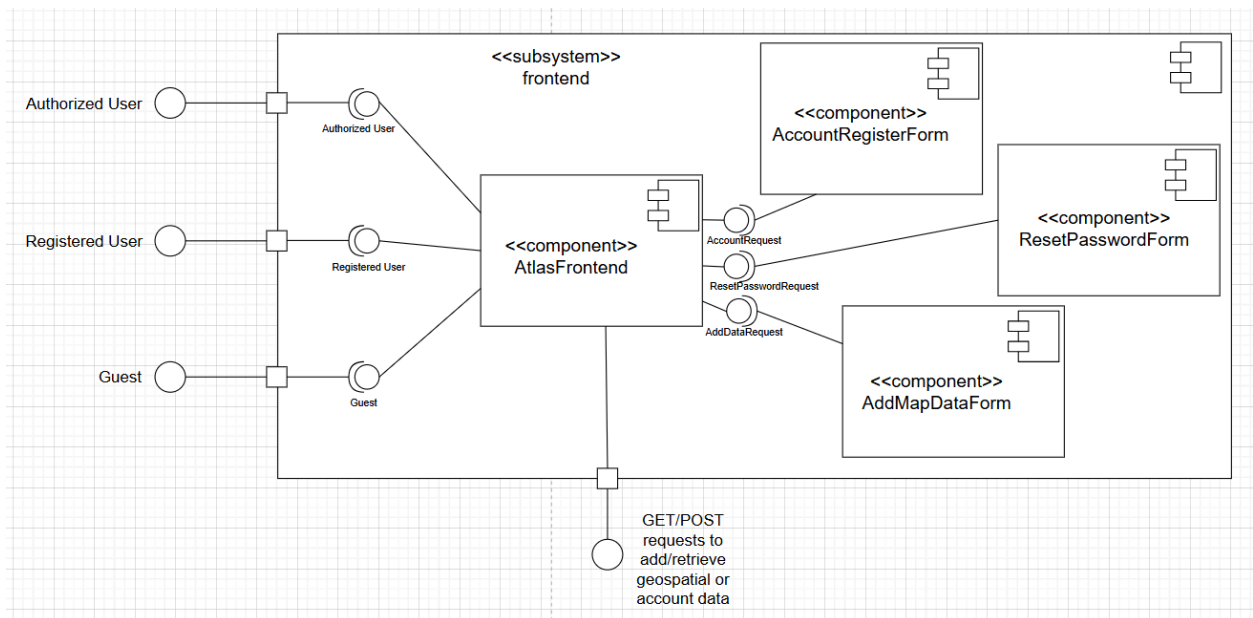 <<subsystem>>
frontend
Authorized User
Authorized User
<<component>>
AccountRegisterForm
<<component>>
ResetPasswordForm
Registered User
Registered User
<<component>>
AtlasFrontend
AccountRequest
ResetPasswordRequest
AddDataRequest
Guest
Guest
<<component>>
AddMapDataForm
GET/POST
requests to
add/retrieve
geospatial or
account data